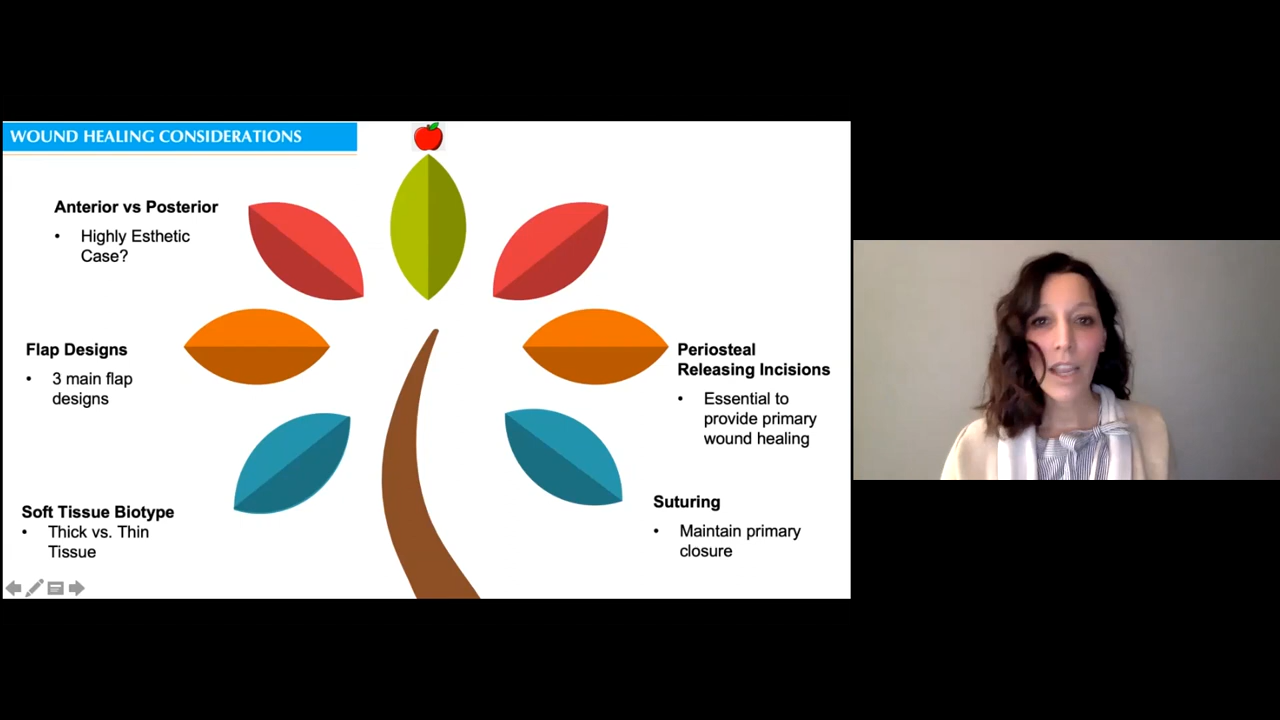 WOUND HEALING CONSIDERATIONS
Anterior vs Posterior
• Highly Esthetic
Case?
Flap Designs
• 3 main flap
designs
Soft Tissue Biotype
• Thick vs. Thin
Tissue
Periosteal
Releasing Incisions
• Essential to
provide primary
wound healing
Suturing
• Maintain primary
closure